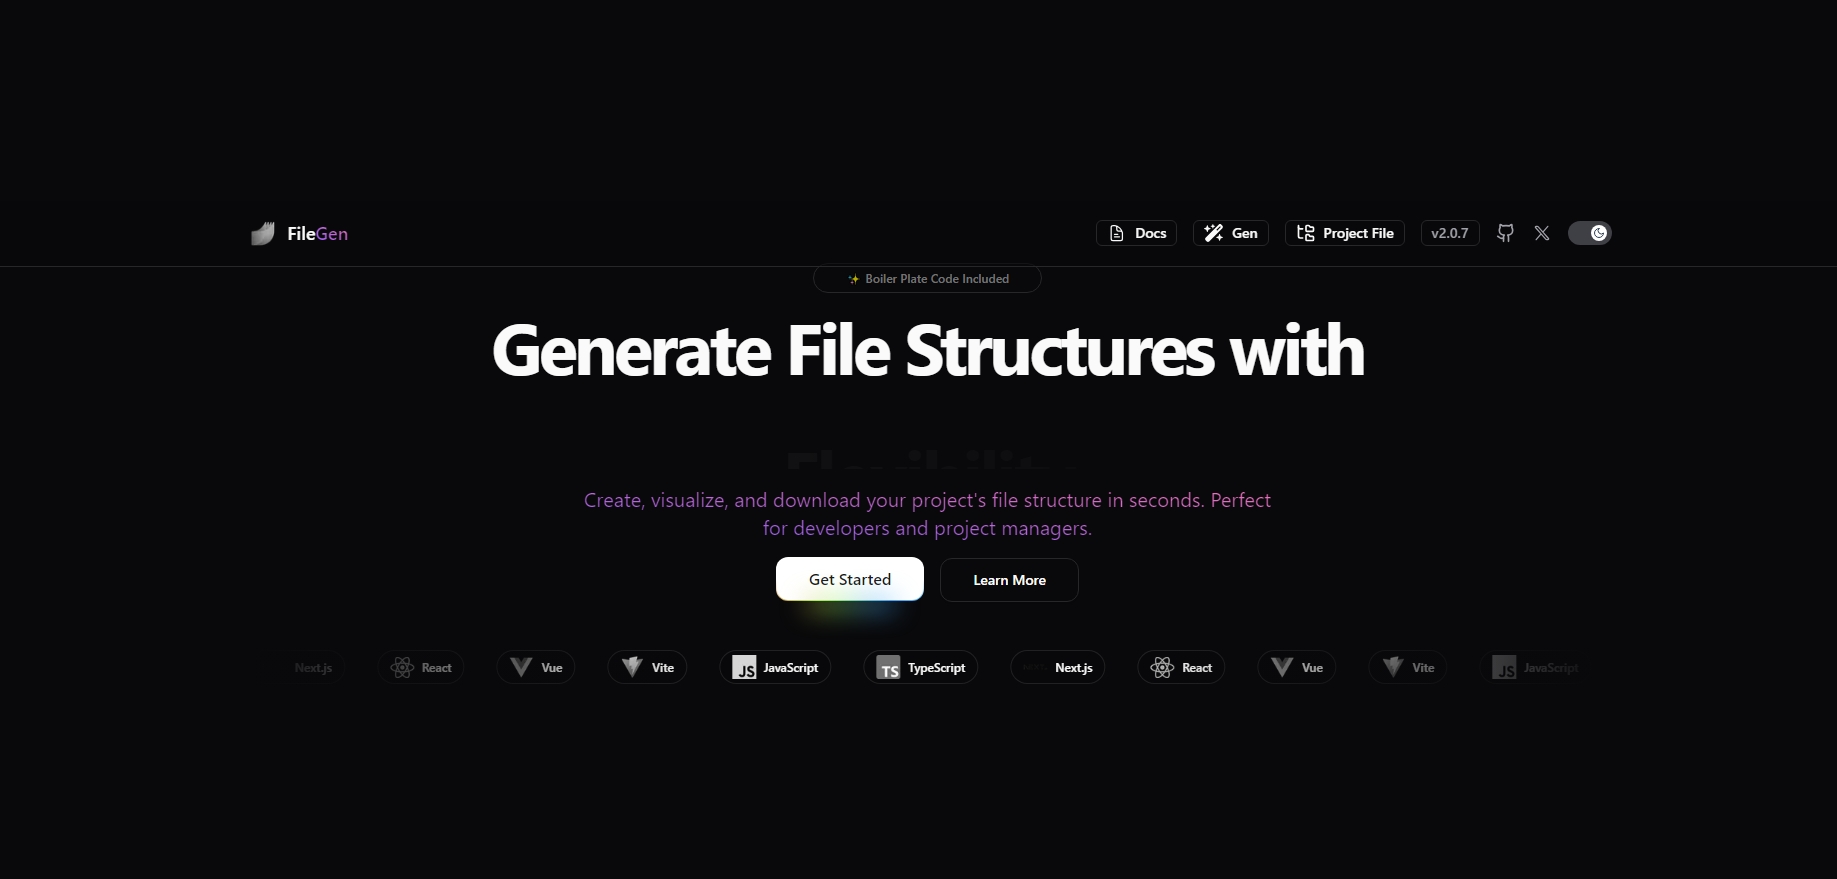 FileGen
Docs
Gen
Project File
v2.0.7
✨ Boiler Plate Code Included
Generate File Structures with
Create, visualize, and download your project's file structure in seconds. Perfect
for developers and project managers.
Get Started
Learn More
Next.js
React
Vue
Vite
JS JavaScript
TS TypeScript
Next.js
React
Vue
Vite
JS JavaScript